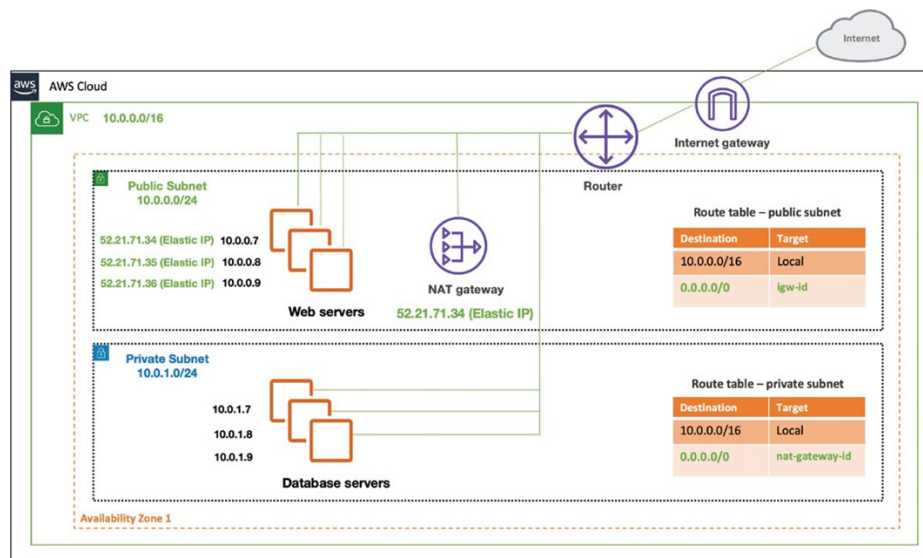 Internet
aws
AWS Cloud
VPC 10.0.0.0/16
Internet gateway
Router
Public Subnet
10.0.0.0/24
52.21.71.34 (Elastic IP) 10.0.0.7
52.21.71.35 (Elastic IP) 10.0.0.8
52.21.71.36 (Elastic IP) 10.0.0.9
Web servers
NAT gateway
52.21.71.34 (Elastic IP)
Route table – public subnet
Destination Target
10.0.0.0/16 Local
0.0.0.0/0 igw-id
Private Subnet
10.0.1.0/24
10.0.1.7
10.0.1.8
10.0.1.9
Database servers
Route table – private subnet
Destination Target
10.0.0.0/16 Local
0.0.0.0/0 nat-gateway-id
Availability Zone 1